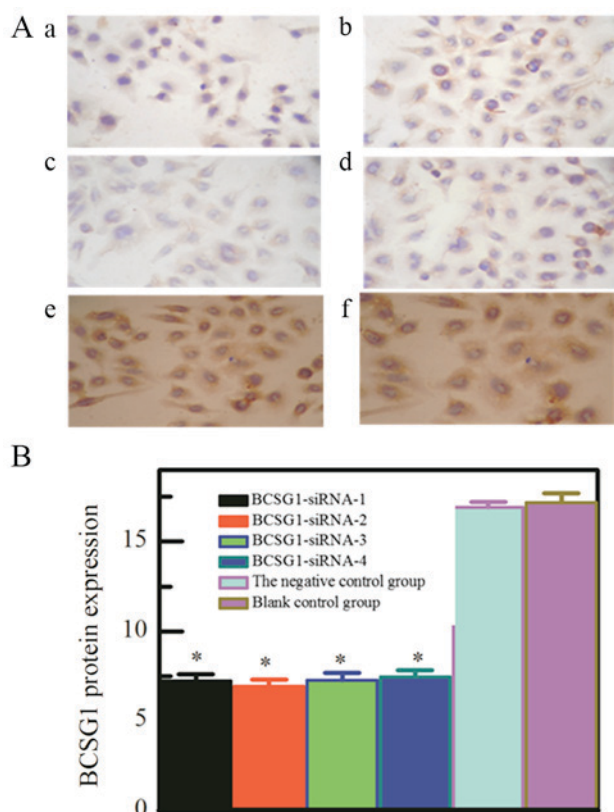 A
a
b
c
d
e
f
B
BCSG1 protein expression
15
10
5
0
BCSG1-siRNA-1
BCSG1-siRNA-2
BCSG1-siRNA-3
BCSG1-siRNA-4
The negative control group
Blank control group
* * * *